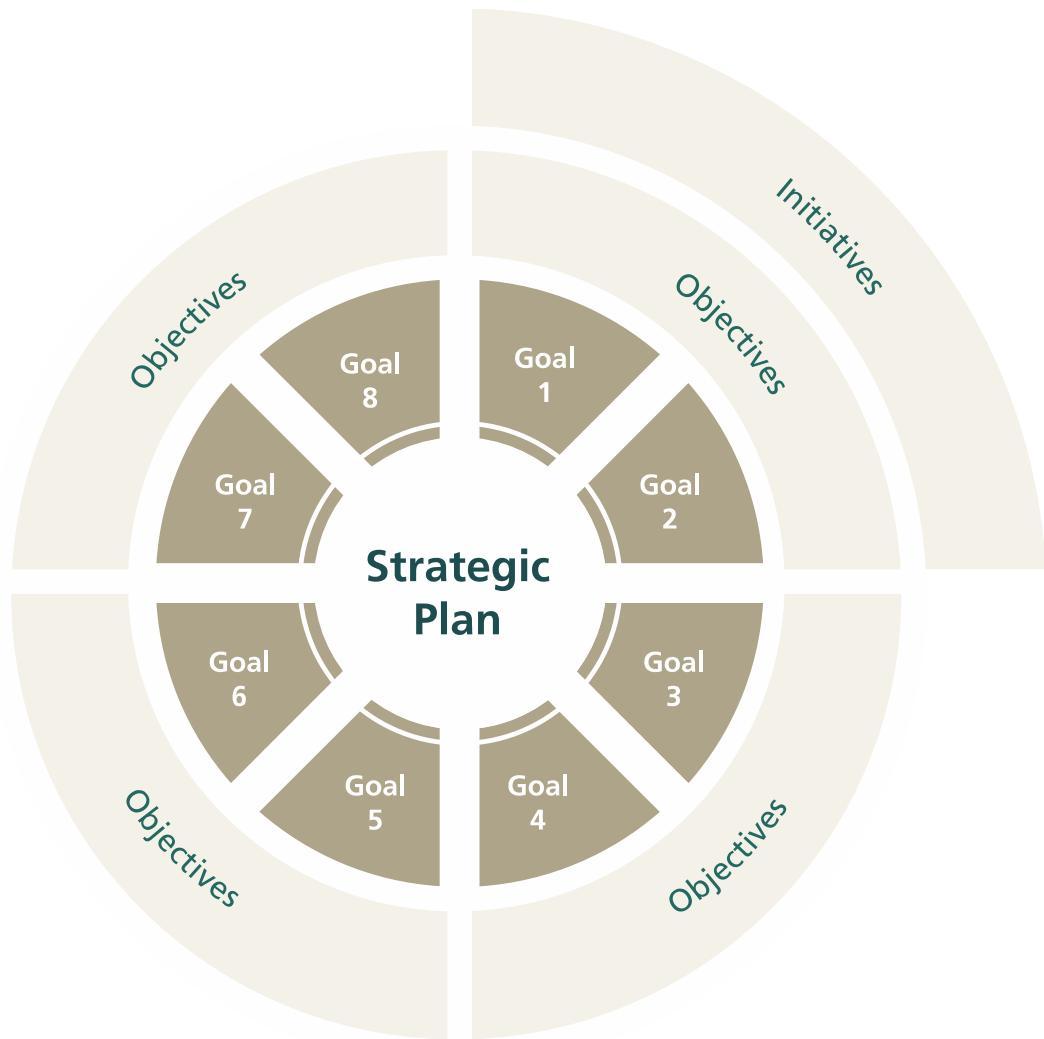 Initiatives
Objectives
Objectives
Goal
1
Goal
2
Goal
3
Goal
4
Goal
5
Goal
6
Goal
7
Goal
8
Strategic
Plan
Objectives
Objectives